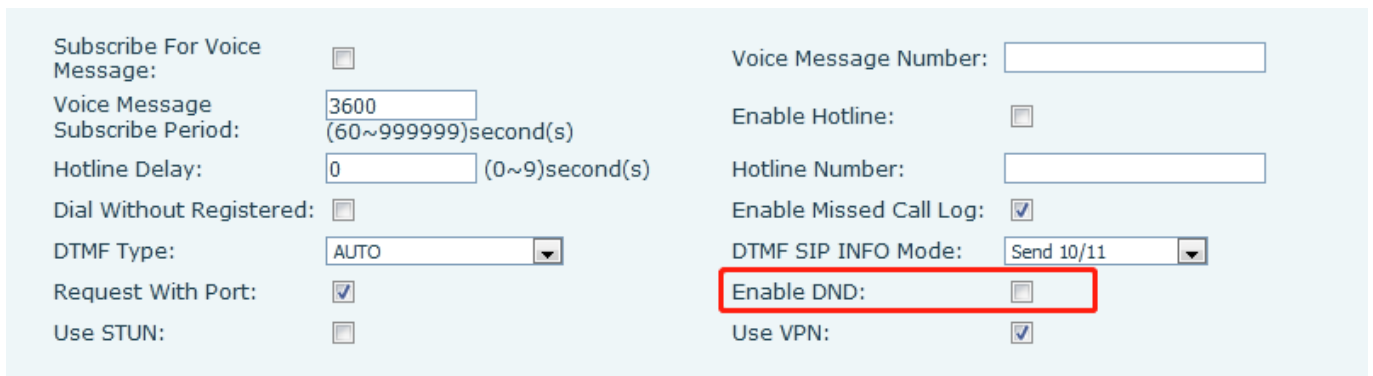 Subscribe For Voice
Message:
Voice Message Number:
Voice Message
Subscribe Period:
3600
(60~999999)second(s)
Enable Hotline:
Hotline Delay:
0
(0~9)second(s)
Hotline Number:
Dial Without Registered:
Enable Missed Call Log:
DTMF Type:
AUTO
DTMF SIP INFO Mode:
Send 10/11
Request With Port:
Enable DND:
Use STUN:
Use VPN: